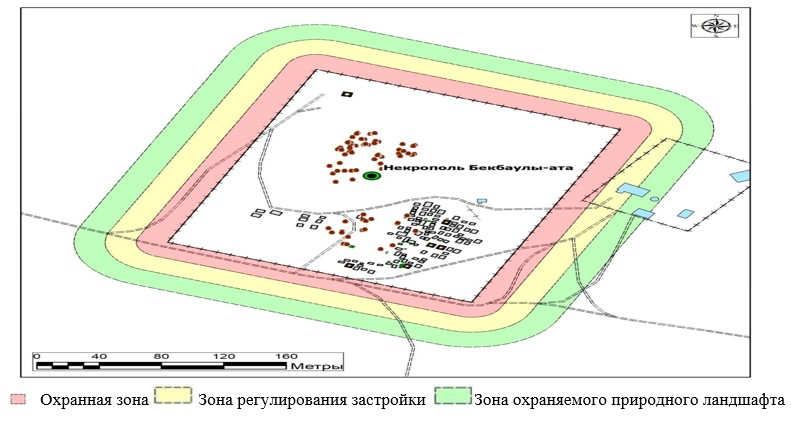 N
W E
S
Некрополь Бекбаулы-ата
0 40 80 120 160
Метры
Охранная зона Зона регулирования застройки Зона охраняемого природного ландшафта